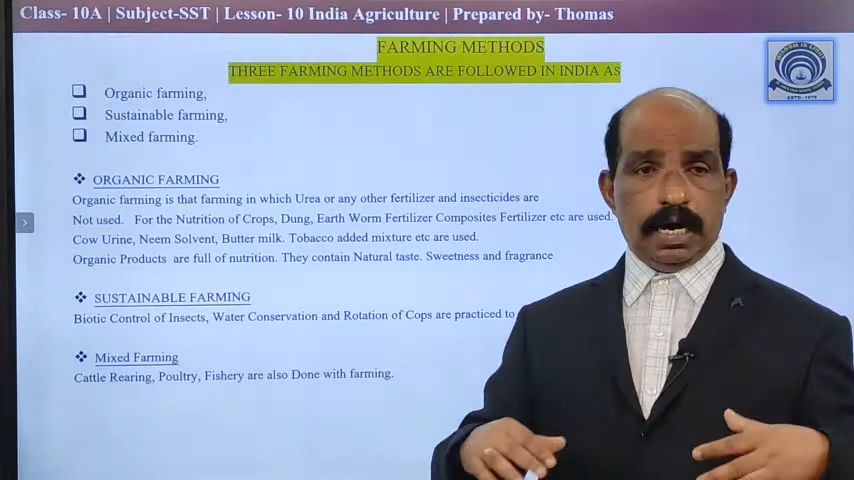 Class- 10A | Subject-SST | Lesson- 10 India Agriculture | Prepared by- Thomas
FARMING METHODS
THREE FARMING METHODS ARE FOLLOWED IN INDIA AS
Organic farming,
Sustainable farming,
Mixed farming.
ORGANIC FARMING
Organic farming is that farming in which Urea or any other fertilizer and insecticides are
Not used. For the Nutrition of Crops, Dung, Earth Worm Fertilizer Composites Fertilizer etc are used.
Cow Urine, Neem Solvent, Butter milk. Tobacco added mixture etc are used.
Organic Products are full of nutrition. They contain Natural taste. Sweetness and fragrance
SUSTAINABLE FARMING
Biotic Control of Insects, Water Conservation and Rotation of Cops are practiced to
Mixed Farming
Cattle Rearing, Poultry, Fishery are also Done with farming.
WISDOM IS LIGHT
ESTD. 1979